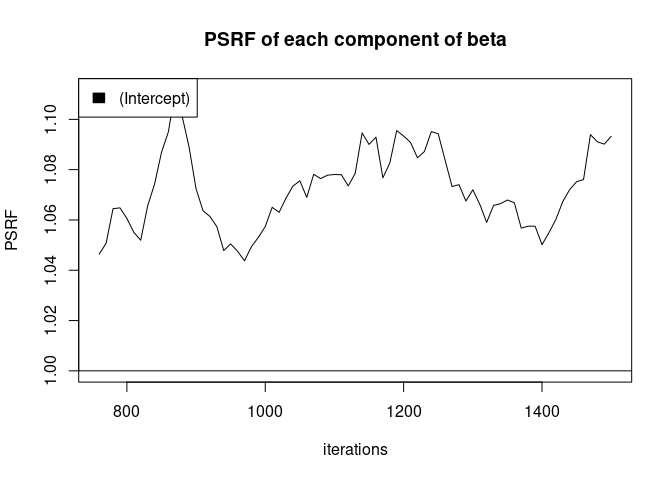 PSRF of each component of beta
(Intercept)
PSRF
1.10
1.08
1.06
1.04
1.02
1.00
800 1000 1200 1400
iterations